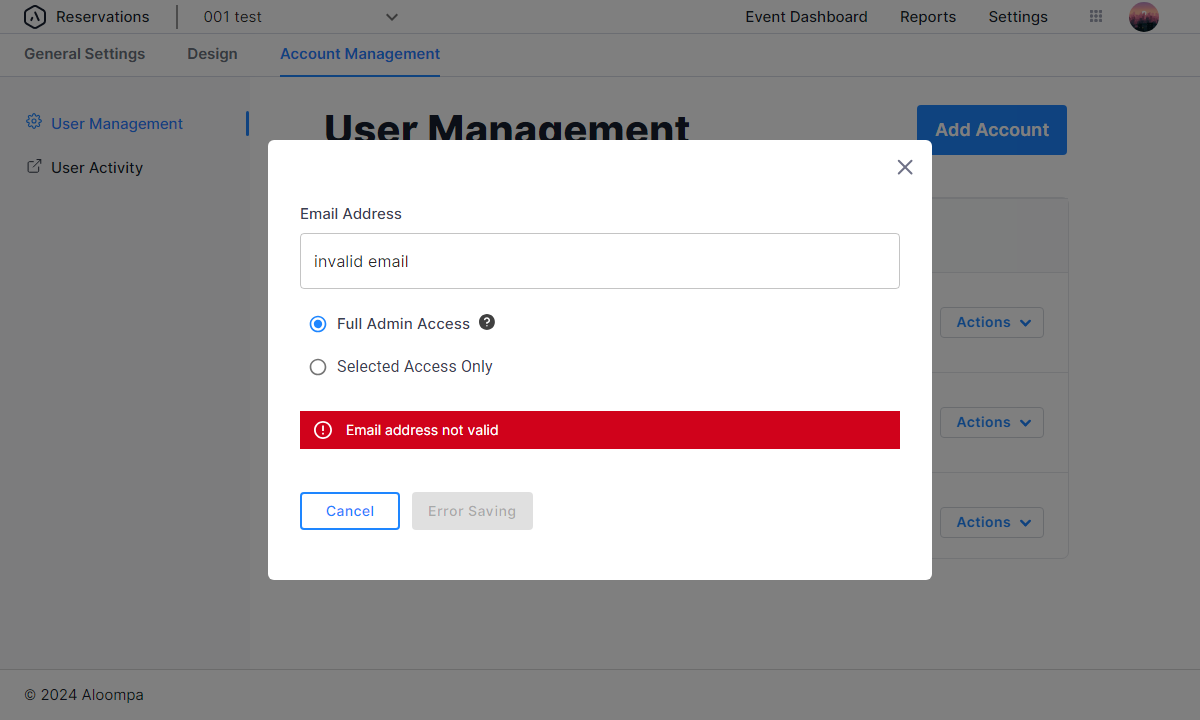 Reservations
001 test
Event Dashboard
Reports
Settings
General Settings
Design
Account Management
User Management
User Activity
User Management
Add Account
Email Address
invalid email
Full Admin Access
Selected Access Only
Email address not valid
Cancel
Error Saving
Actions
Actions
Actions
© 2024 Aloompa